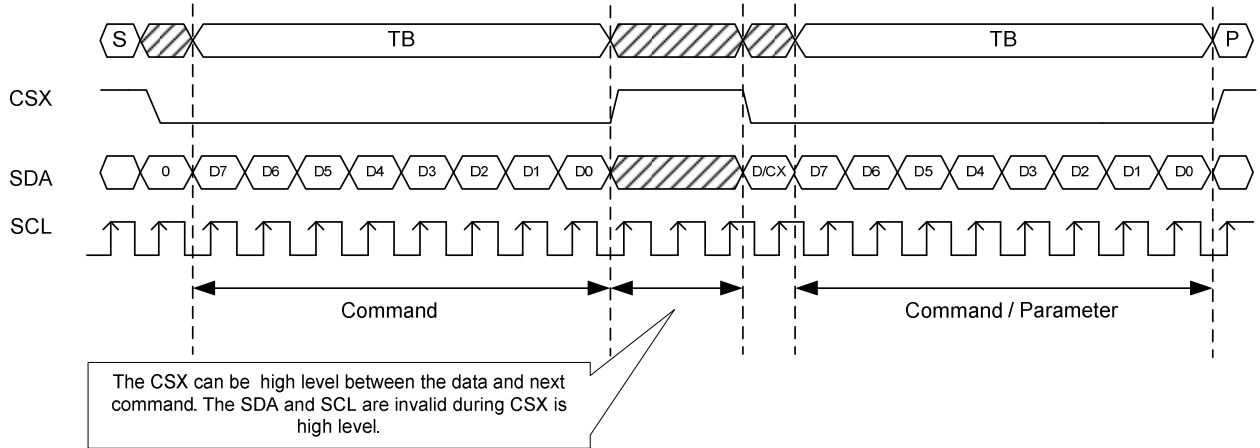 S TB TB P
CSX
SDA 0 D7 D6 D5 D4 D3 D2 D1 D0 D/CX D7 D6 D5 D4 D3 D2 D1 D0
SCL
Command Command / Parameter
The CSX can be high level between the data and next
command. The SDA and SCL are invalid during CSX is
high level.